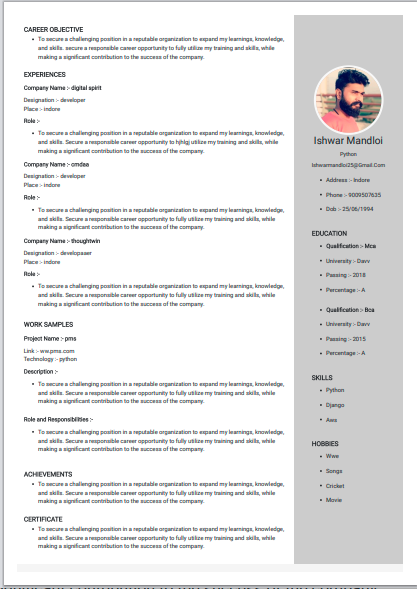 CAREER OBJECTIVE
To secure a challenging position in a reputable organization to expand my learnings, knowledge,
and skills. secure a responsible career opportunity to fully utilize my training and skills, while
making a significant contribution to the success of the company.
EXPERIENCES
Company Name :- digital spirit
Designation :- developer
Place :- indore
Role :-
To secure a challenging position in a reputable organization to expand my learnings, knowledge,
and skills. Secure a responsible career opportunity to hjhkjg utilize my training and skills, while
making a significant contribution to the success of the company.
Company Name :- cmdea
Designation :- developer
Place :- indore
Role :-
To secure a challenging position in a reputable organization to expand my learnings, knowledge,
and skills. Secure a responsible career opportunity to fully utilize my training and skills, while
making a significant contribution to the success of the company.
Company Name :- thoughtwin
Designation :- developaaer
Place :- indore
Role :-
To secure a challenging position in a reputable organization to expand my learnings, knowledge,
and skills. Secure a responsible career opportunity to fully utilize my training and skills, while
making a significant contribution to the success of the company.
WORK SAMPLES
Project Name :- pms
Link :- ww.pms.com
Technology :- python
Description :-
To secure a challenging position in a reputable organization to expand my learnings, knowledge,
and skills. Secure a responsible career opportunity to fully utilize my training and skills, while
making a significant contribution to the success of the company.
Role and Responsibilities :-
To secure a challenging position in a reputable organization to expand my learnings, knowledge,
and skills. Secure a responsible career opportunity to fully utilize my training and skills, while
making a significant contribution to the success of the company.
ACHIEVEMENTS
To secure a challenging position in a reputable organization to expand my learnings, knowledge,
and skills. Secure a responsible career opportunity to fully utilize my training and skills, while
making a significant contribution to the success of the company.
CERTIFICATE
To secure a challenging position in a reputable organization to expand my learnings, knowledge,
and skills. Secure a responsible career opportunity to fully utilize my training and skills, while
making a significant contribution to the success of the company.
Ishwar Mandloi
Python
Ishwarmandloi25@Gmail.Com
Address :- Indore
Phone :- 9009507635
Dob :- 25/06/1994
EDUCATION
Qualification :- Mca
University :- Davv
Passing :- 2018
Percentage :- A
Qualification :- Bca
University :- Davv
Passing :- 2015
Percentage :- A
SKILLS
Python
Django
Aws
HOBBIES
Wwe
Songs
Cricket
Movie